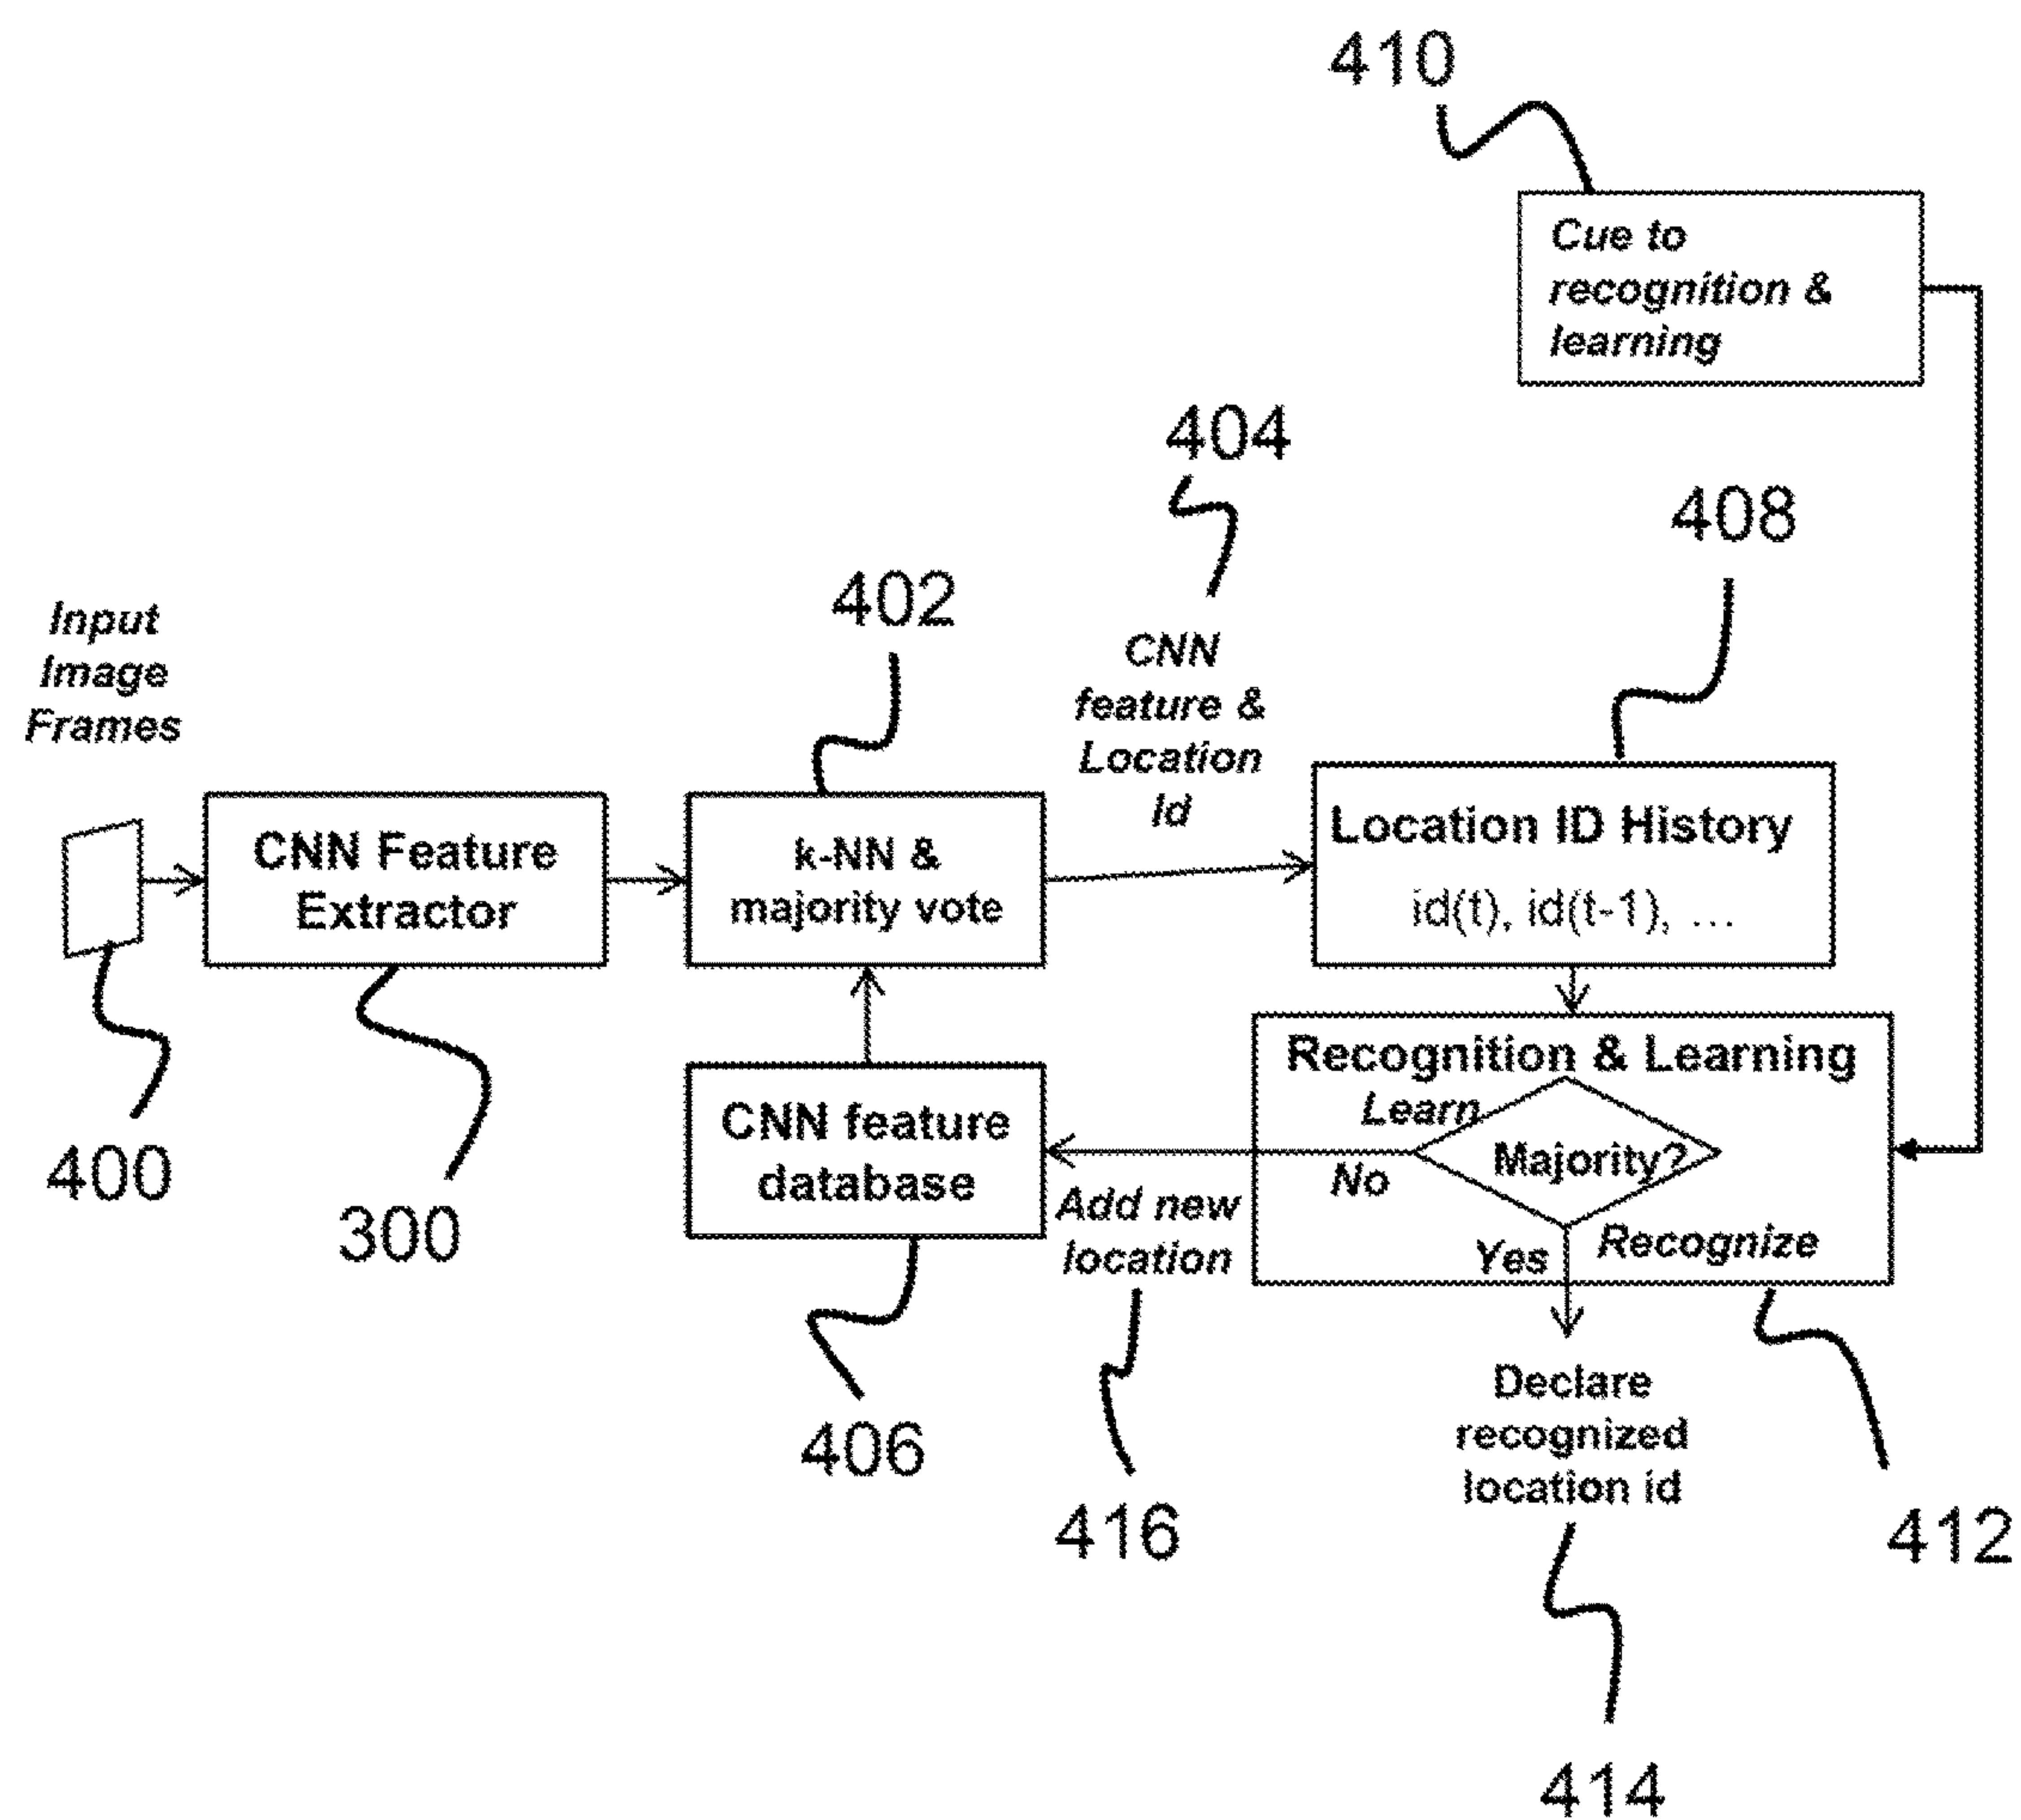 410
Cue to
recognition &
learning
404
408
402
Input
Image
Frames
CNN
feature &
Location
Id
CNN Feature
Extractor
k-NN &
majority vote
Location ID History
id(t), id(t-1), ...
Recognition & Learning
Learn
Majority?
No
Yes
Recognize
CNN feature
database
Add new
location
400
300
406
416
Declare
recognized
location id
412
414